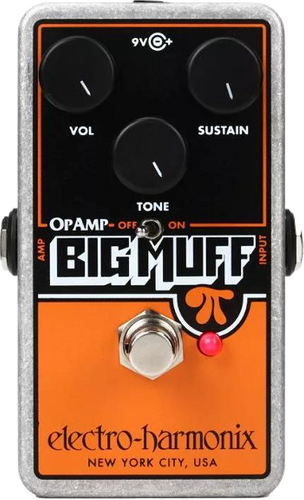 9V - +
VOL
SUSTAIN
TONE
OPAMP OFF ON
AMP
INPUT
BIG MUFF
π
electro-harmonix
NEW YORK CITY, USA